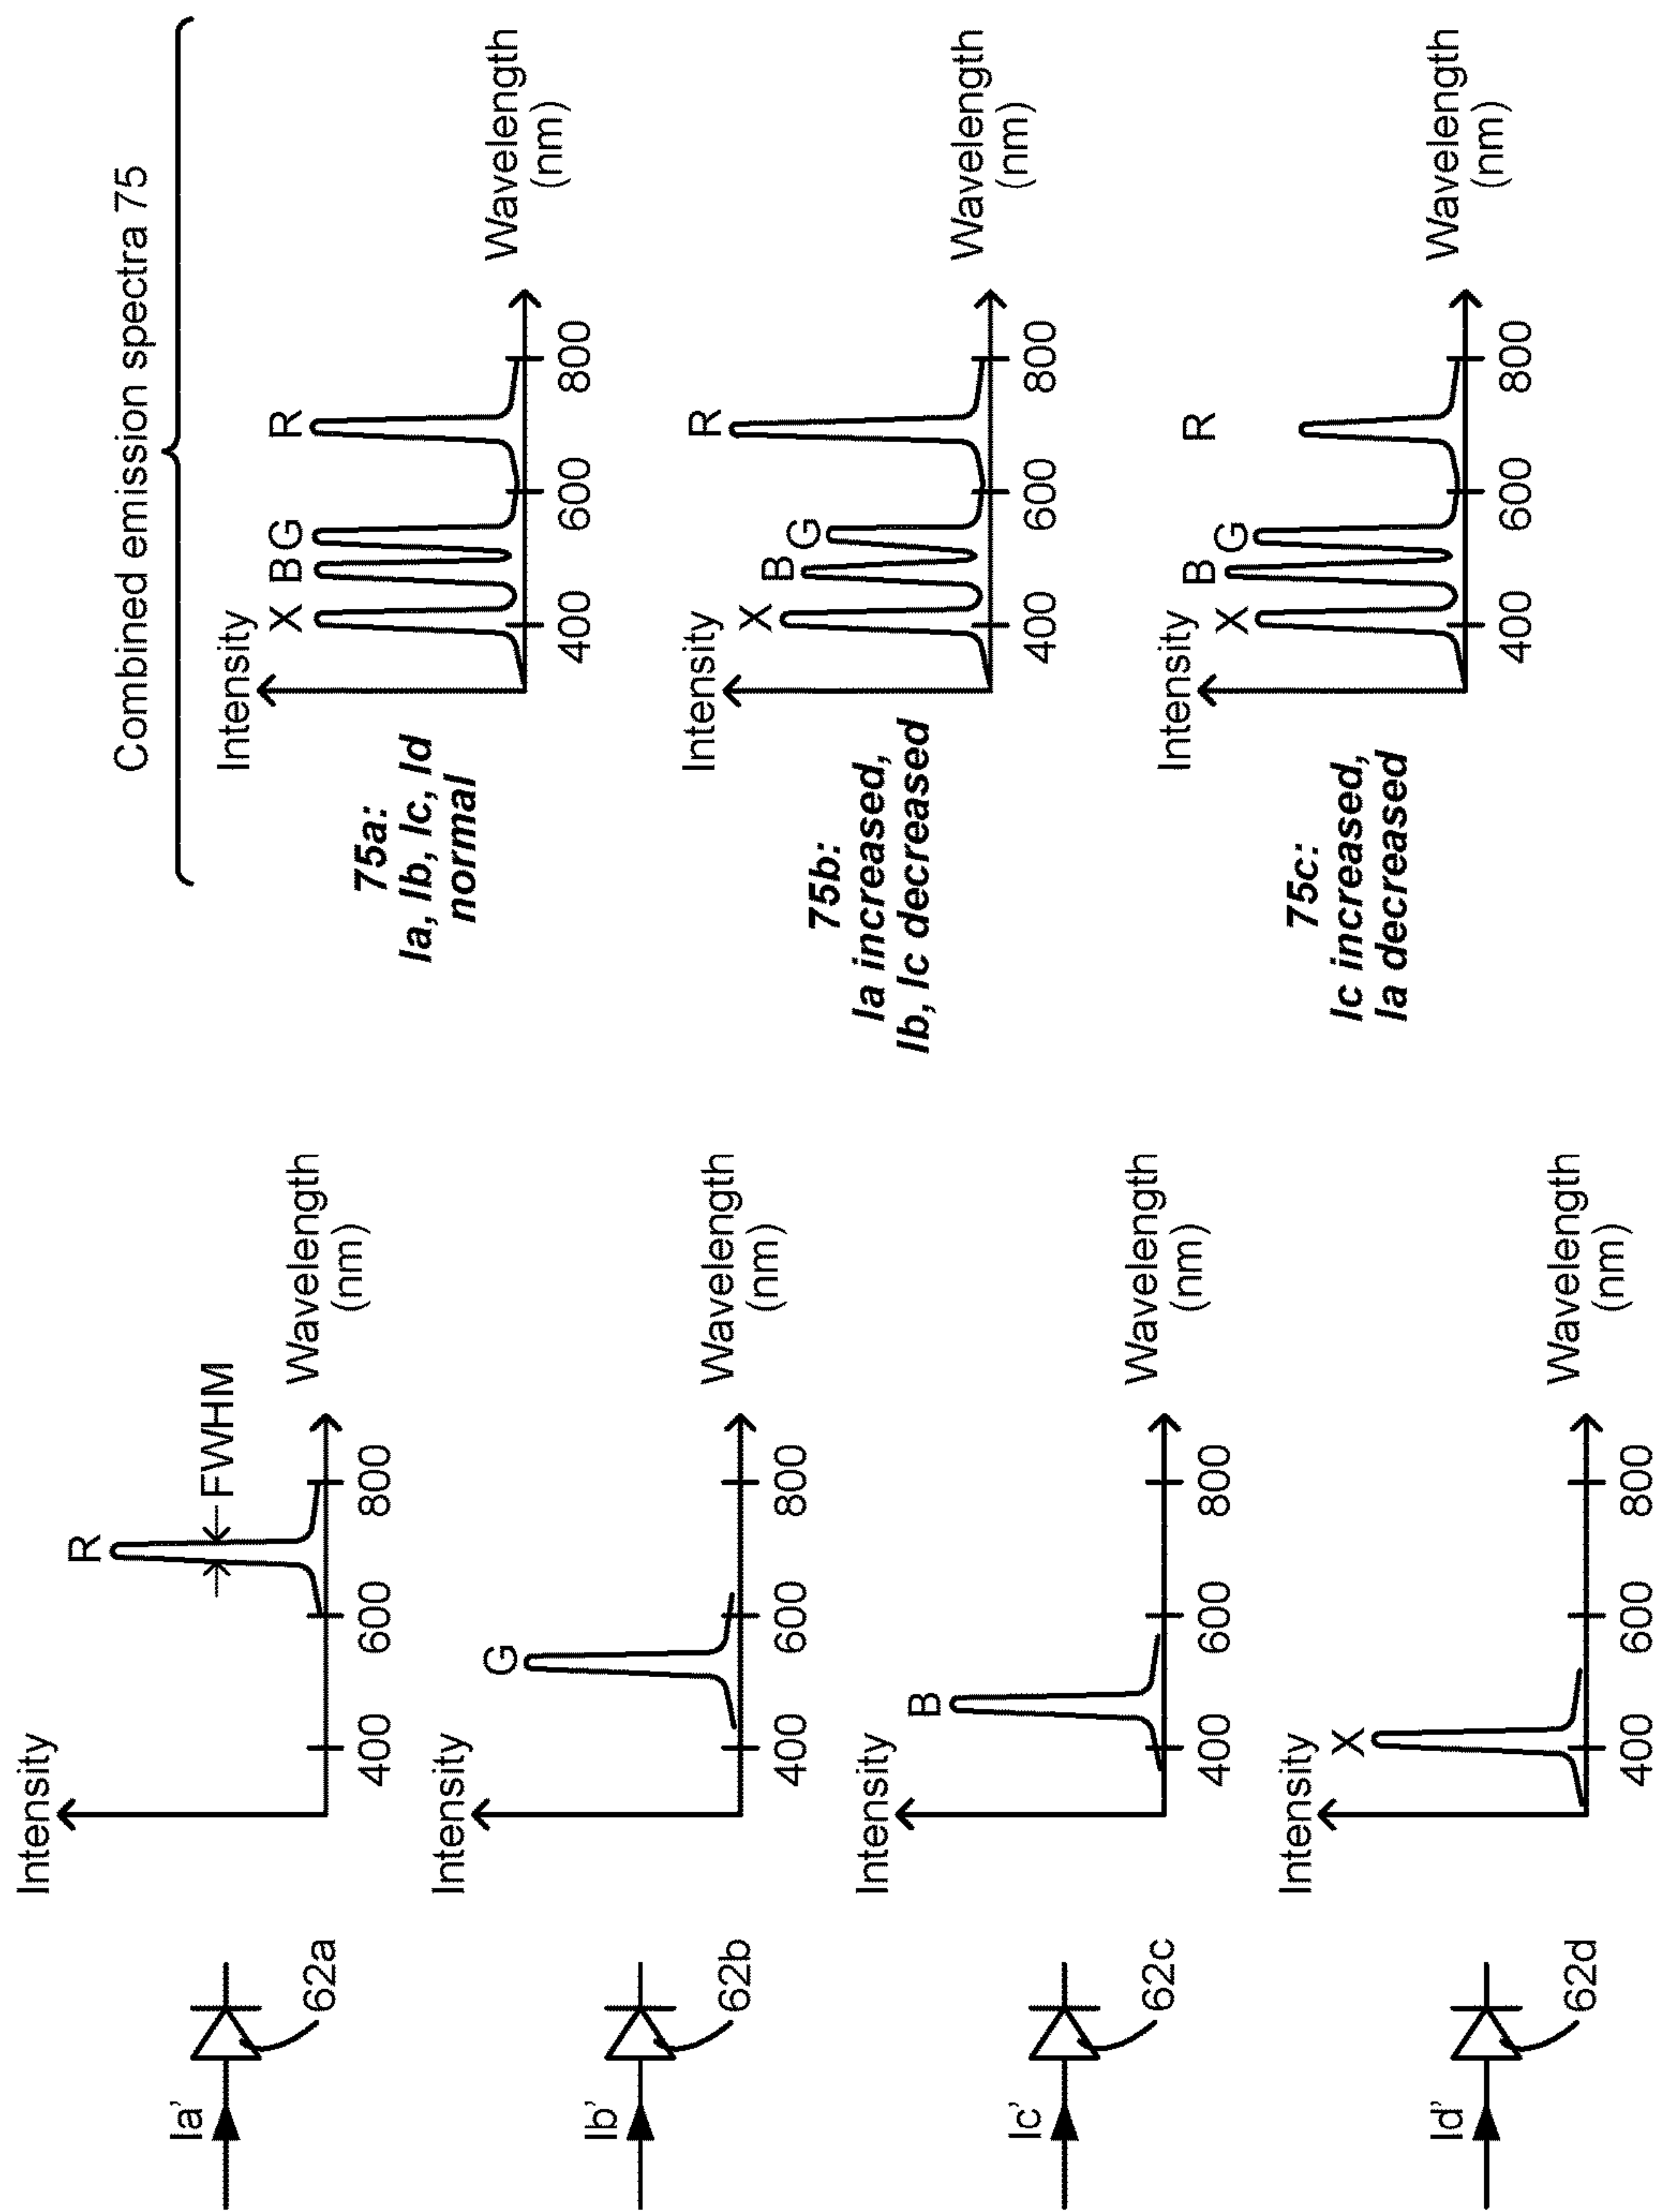 Ia'
62a
Intensity
R
FWHM
400
600
800
Wavelength
(nm)
Ib'
62b
Intensity
G
400
600
800
Wavelength
(nm)
Ic'
62c
Intensity
B
400
600
800
Wavelength
(nm)
Id'
62d
Intensity
X
400
600
800
Wavelength
(nm)
Combined emission spectra 75
75a:
Ia, Ib, Ic, Id
normal
Intensity
X B G R
400
600
800
Wavelength
(nm)
75b:
Ia increased,
Ib, Ic decreased
Intensity
X B G R
400
600
800
Wavelength
(nm)
75c:
Ic increased,
Ia decreased
Intensity
X B G R
400
600
800
Wavelength
(nm)